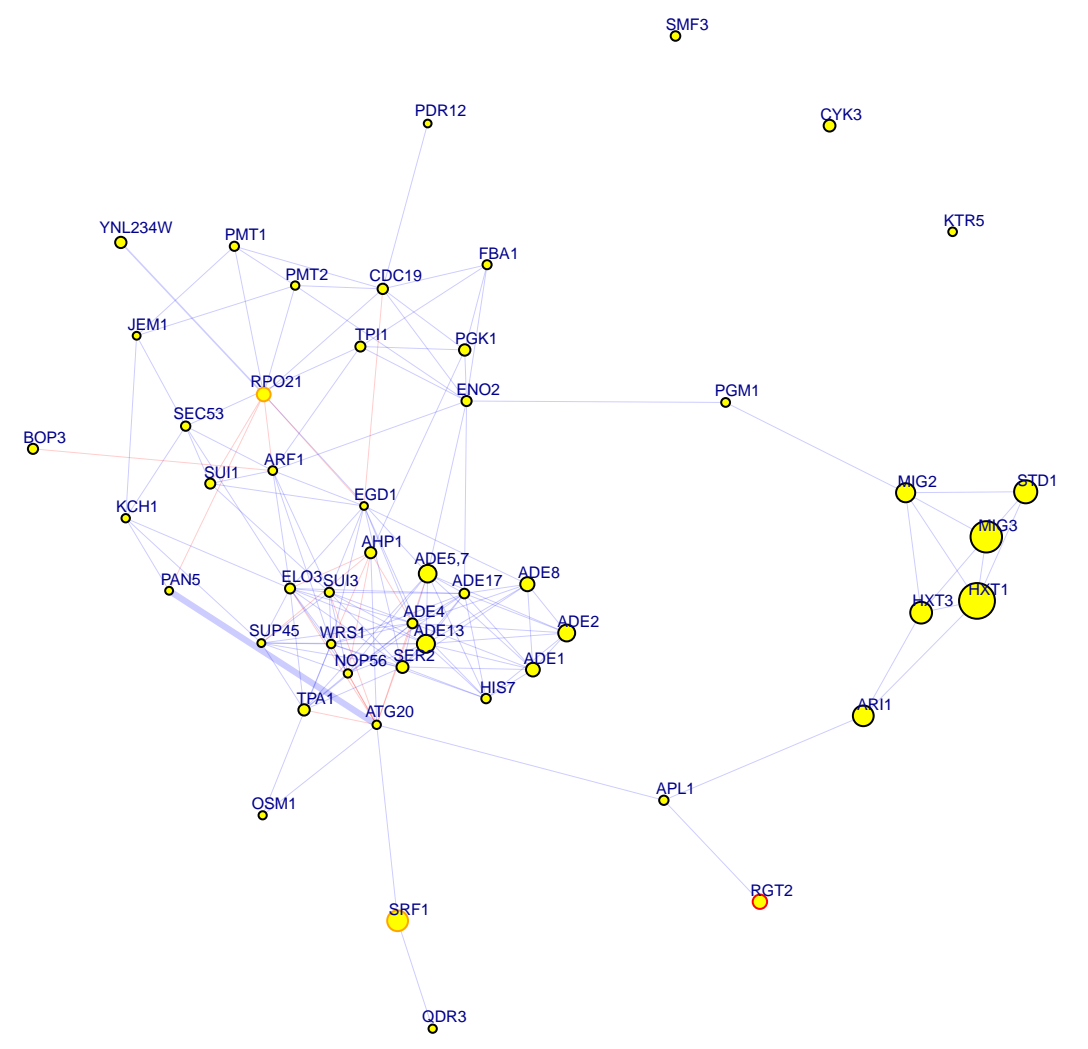 SMF3
PDR12
CYK3
YNL234W
KTR5
PMT1
FBA1
PMT2
CDC19
JEM1
TPI1
PGK1
RPO21
ENO2
PGM1
SEC53
BOP3
ARF1
SUI1
MIG2
STD1
EGD1
KCH1
MIG3
AHP1
ADE5,7
PAN5
ELO3
SUI3
ADE17
ADE8
HXT1
HXT3
ADE4
SUP45
WRS1
ADE13
ADE2
NOP56
SER2
ADE1
HIS7
TPA1
ATG20
ARI1
APL1
OSM1
RGT2
SRF1
QDR3